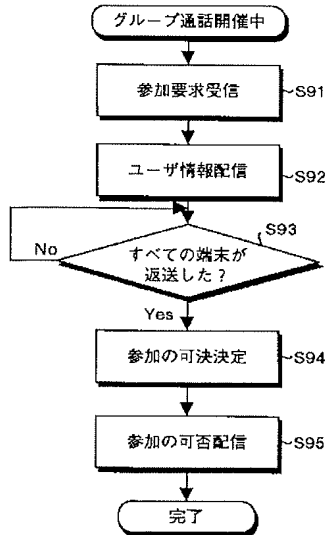 グループ通話開催中
参加要求受信
S91
ユーザ情報配信
S92
S93
すべての端末が
返送した？
No
Yes
参加の可決決定
S94
参加の可否配信
S95
完了